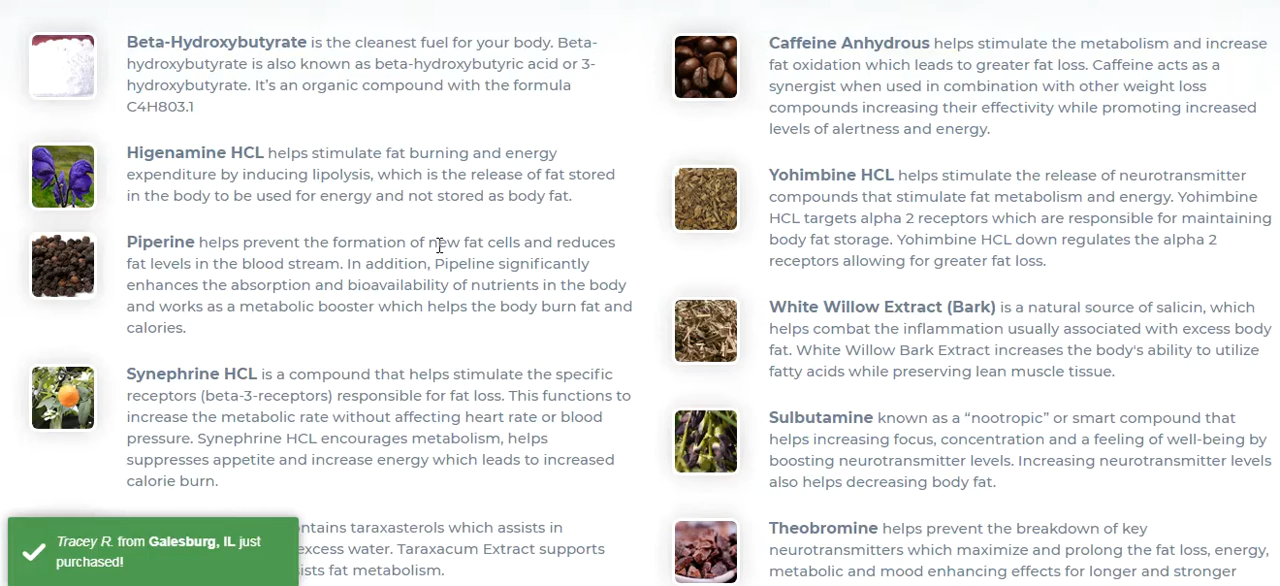 Beta-Hydroxybutyrate is the cleanest fuel for your body. Beta-
hydroxybutyrate is also known as beta-hydroxybutyric acid or 3-
hydroxybutyrate. It’s an organic compound with the formula
C4H803.1
Higenamine HCL helps stimulate fat burning and energy
expenditure by inducing lipolysis, which is the release of fat stored
in the body to be used for energy and not stored as body fat.
Piperine helps prevent the formation of new fat cells and reduces
fat levels in the blood stream. In addition, Pipeline significantly
enhances the absorption and bioavailability of nutrients in the body
and works as a metabolic booster which helps the body burn fat and
calories.
Synephrine HCL is a compound that helps stimulate the specific
receptors (beta-3-receptors) responsible for fat loss. This functions to
increase the metabolic rate without affecting heart rate or blood
pressure. Synephrine HCL encourages metabolism, helps
suppresses appetite and increase energy which leads to increased
calorie burn.
ntains taraxasterols which assists in
excess water. Taraxacum Extract supports
ists fat metabolism.
Tracey R. from Galesburg, IL just
purchased!
Caffeine Anhydrous helps stimulate the metabolism and increase
fat oxidation which leads to greater fat loss. Caffeine acts as a
synergist when used in combination with other weight loss
compounds increasing their effectivity while promoting increased
levels of alertness and energy.
Yohimbine HCL helps stimulate the release of neurotransmitter
compounds that stimulate fat metabolism and energy. Yohimbine
HCL targets alpha 2 receptors which are responsible for maintaining
body fat storage. Yohimbine HCL down regulates the alpha 2
receptors allowing for greater fat loss.
White Willow Extract (Bark) is a natural source of salicin, which
helps combat the inflammation usually associated with excess body
fat. White Willow Bark Extract increases the body's ability to utilize
fatty acids while preserving lean muscle tissue.
Sulbutamine known as a “nootropic” or smart compound that
helps increasing focus, concentration and a feeling of well-being by
boosting neurotransmitter levels. Increasing neurotransmitter levels
also helps decreasing body fat.
Theobromine helps prevent the breakdown of key
neurotransmitters which maximize and prolong the fat loss, energy,
metabolic and mood enhancing effects for longer and stronger